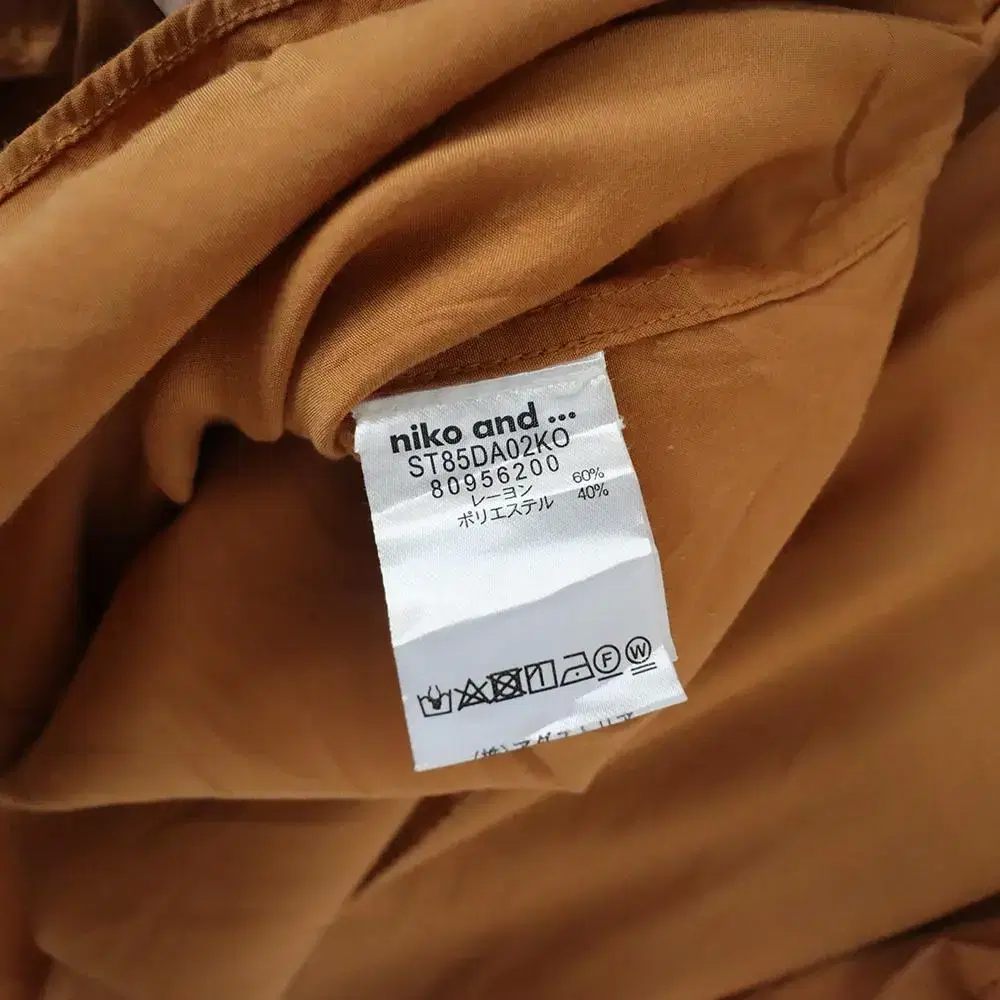 niko and ...
ST85DA02KO
80956200
レーヨン 60%
ポリエステル 40%
F W